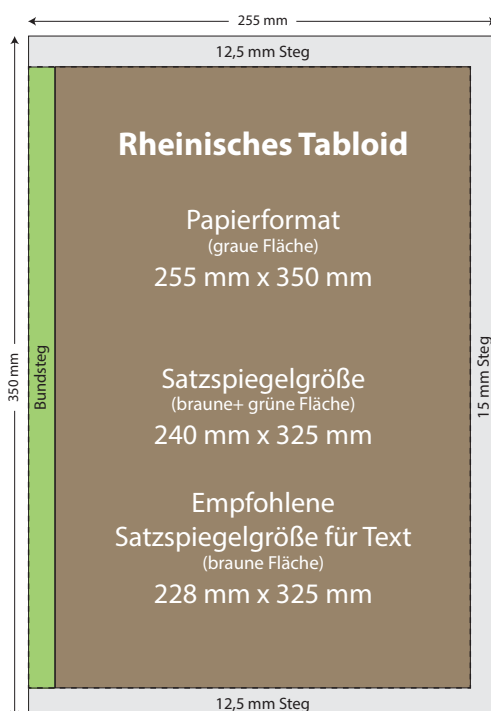 255 mm
12,5 mm Steg
Rheinisches Tabloid
Papierformat
(graue Fläche)
255 mm x 350 mm
350 mm
Bundsteg
Satzspiegelgröße
(braune+ grüne Fläche)
240 mm x 325 mm
15 mm Steg
Empfohlene
Satzspiegelgröße für Text
(braune Fläche)
228 mm x 325 mm
12,5 mm Steg